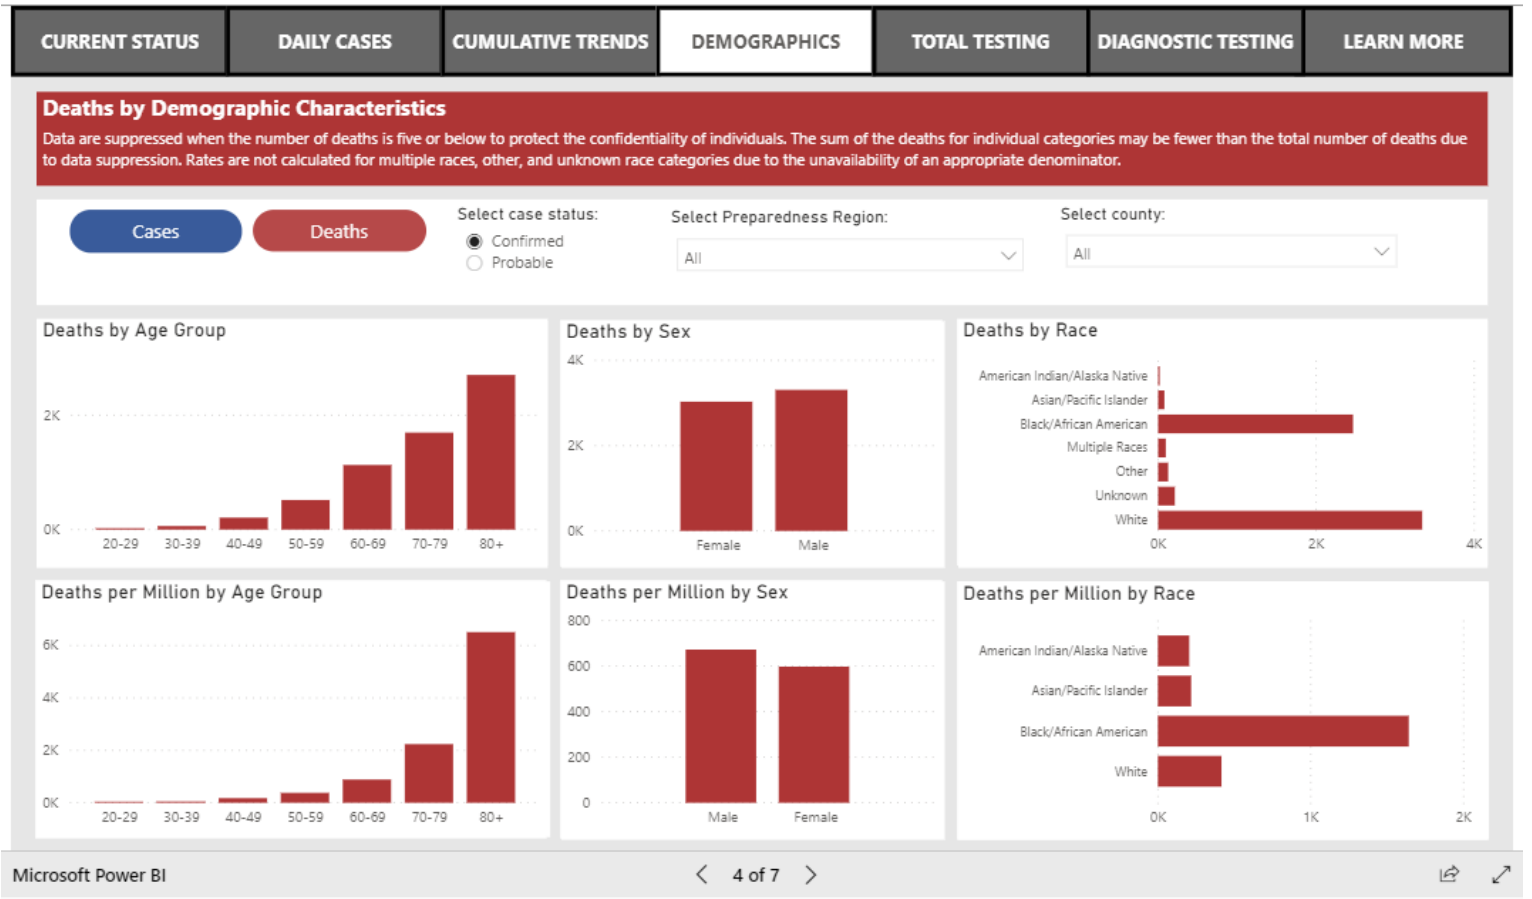 CURRENT STATUS
DAILY CASES
CUMULATIVE TRENDS
DEMOGRAPHICS
TOTAL TESTING
DIAGNOSTIC TESTING
LEARN MORE
Deaths by Demographic Characteristics
Data are suppressed when the number of deaths is five or below to protect the confidentiality of individuals. The sum of the deaths for individual categories may be fewer than the total number of deaths due
to data suppression. Rates are not calculated for multiple races, other, and unknown race categories due to the unavailability of an appropriate denominator.
Cases
Deaths
Select case status:
Confirmed
Probable
Select Preparedness Region:
All
Select county:
All
Deaths by Age Group
2K
0K
20-29 30-39 40-49 50-59 60-69 70-79 80+
Deaths by Sex
4K
2K
0K
Female Male
Deaths by Race
American Indian/Alaska Native
Asian/Pacific Islander
Black/African American
Multiple Races
Other
Unknown
White
0K 2K 4K
Deaths per Million by Age Group
6K
4K
2K
0K
20-29 30-39 40-49 50-59 60-69 70-79 80+
Deaths per Million by Sex
800
600
400
200
0
Male Female
Deaths per Million by Race
American Indian/Alaska Native
Asian/Pacific Islander
Black/African American
White
0K 1K 2K
Microsoft Power BI
4 of 7